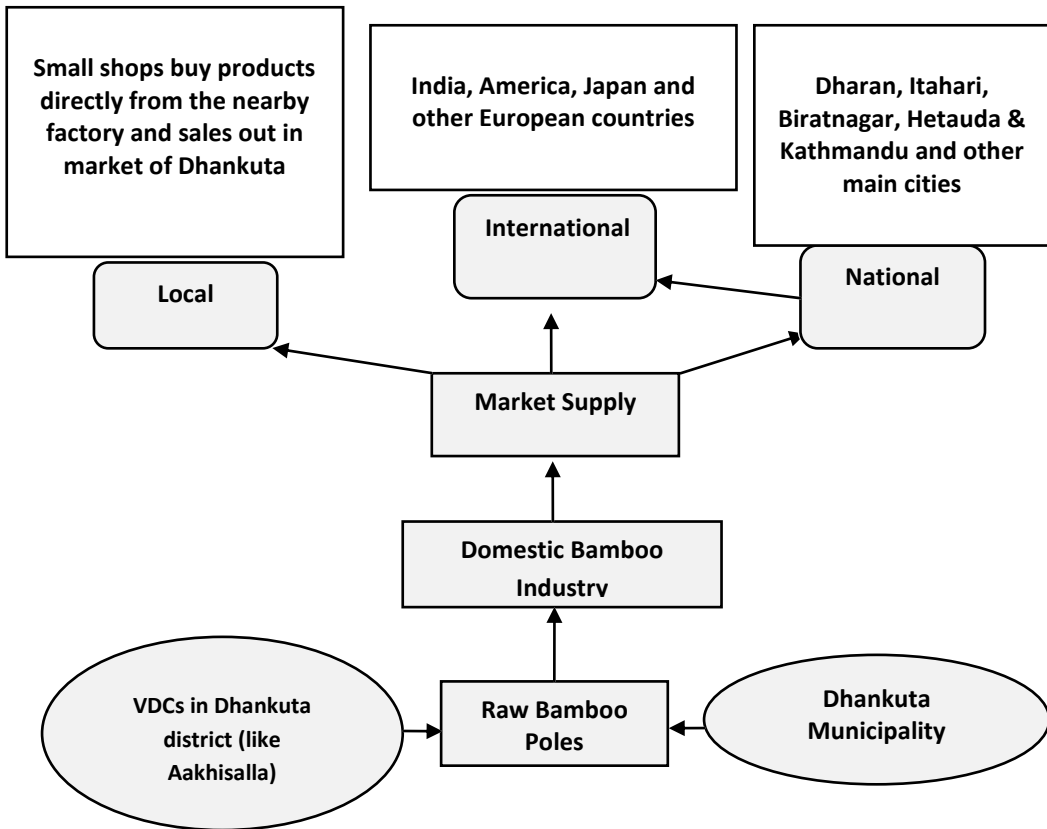 Small shops buy products
directly from the nearby
factory and sales out in
market of Dhankuta
India, America, Japan and
other European countries
Dharan, Itahari,
Biratnagar, Hetauda &
Kathmandu and other
main cities
Local
International
National
Market Supply
Domestic Bamboo
Industry
VDCs in Dhankuta
district (like
Aakhisalla)
Raw Bamboo
Poles
Dhankuta
Municipality